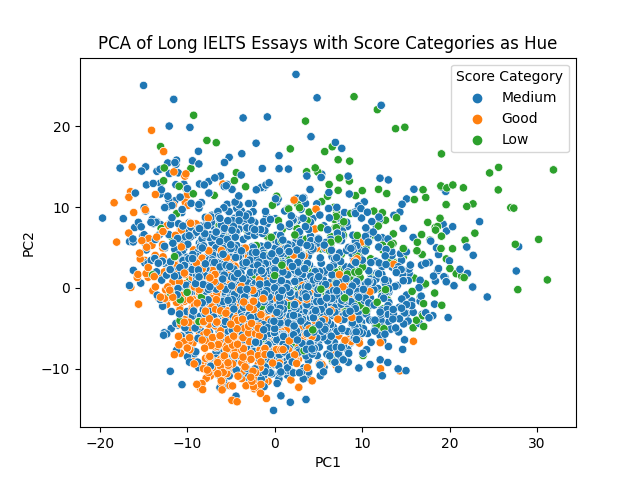 PCA of Long IELTS Essays with Score Categories as Hue
Score Category
Medium
Good
Low
PC2
20
10
0
−10
−20
−10
0
10
20
30
PC1